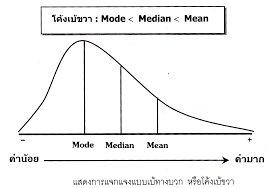 โค้งเบ้ขวา : Mode < Median < Mean
- +
Mode Median Mean
ค่าน้อย ค่ามาก
แสดงการแจกแจงแบบเบ้ทางบวก หรือโค้งเบ้ขวา